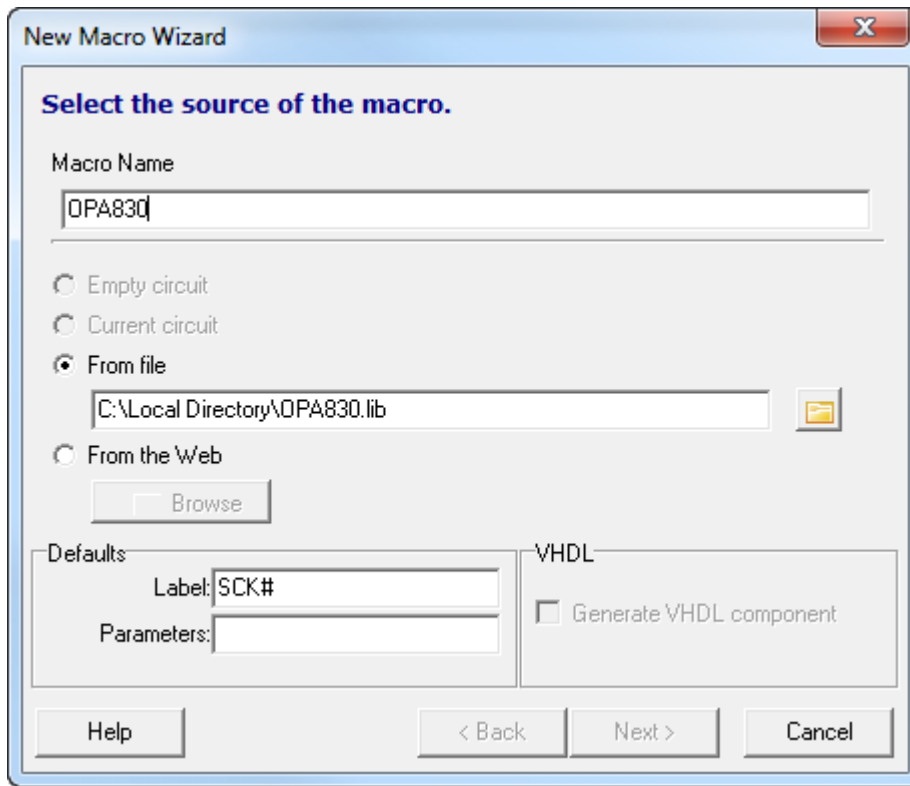 New Macro Wizard
Select the source of the macro.
Macro Name
OPA830
Empty circuit
Current circuit
From file
C:\Local Directory\OPA830.lib
From the Web
Browse
Defaults
Label: SCK#
Parameters:
VHDL
Generate VHDL component
Help
< Back
Next >
Cancel